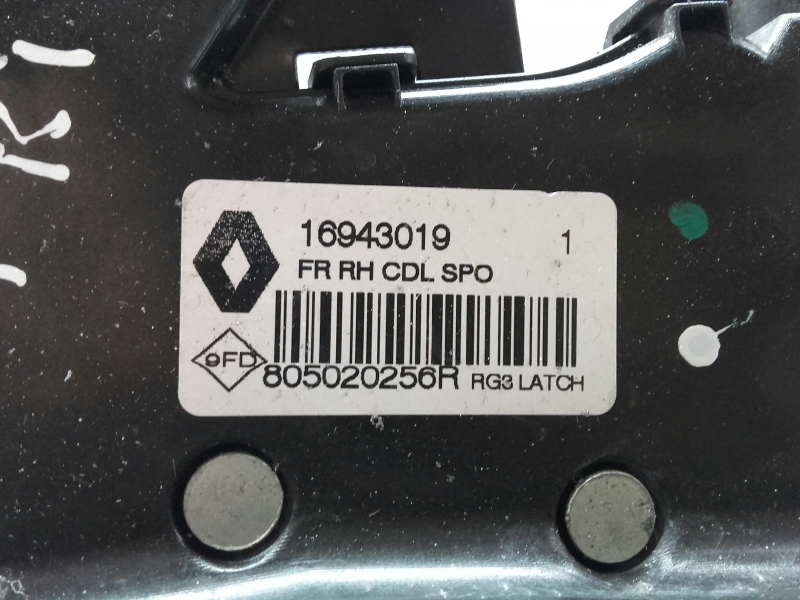 16943019 1
FR RH CDL SPO
9FD
805020256R RG3 LATCH